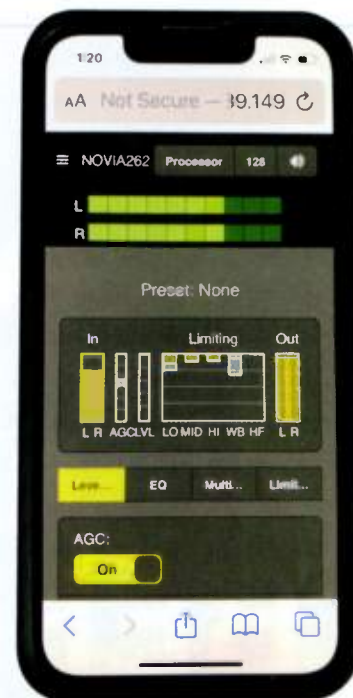 1:20
AA Not Secure — 39.149
NOVIA262 Processor 128
L
R
Preset: None
In Limiting Out
L R AGC LVL LO MID HI WB HF L R
Leve... EQ Multi... Limit...
AGC:
On